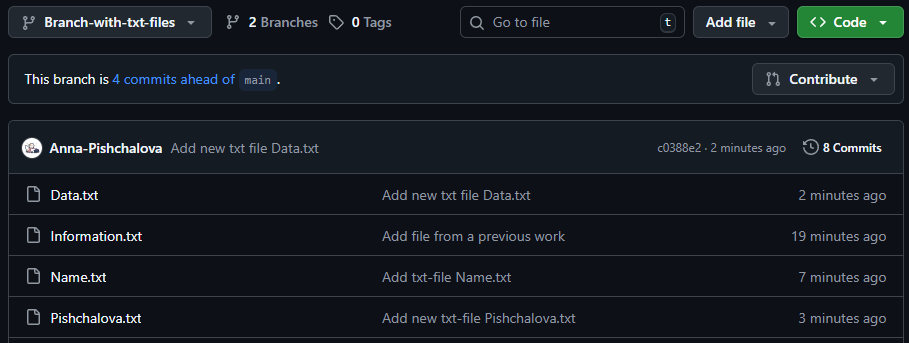 Branch-with-txt-files 2 Branches 0 Tags Go to file t Add file Code
This branch is 4 commits ahead of main. Contribute
Anna-Pishchalova Add new txt file Data.txt c0388e2 · 2 minutes ago 8 Commits
Data.txt Add new txt file Data.txt 2 minutes ago
Information.txt Add file from a previous work 19 minutes ago
Name.txt Add txt-file Name.txt 7 minutes ago
Pishchalova.txt Add new txt-file Pishchalova.txt 3 minutes ago